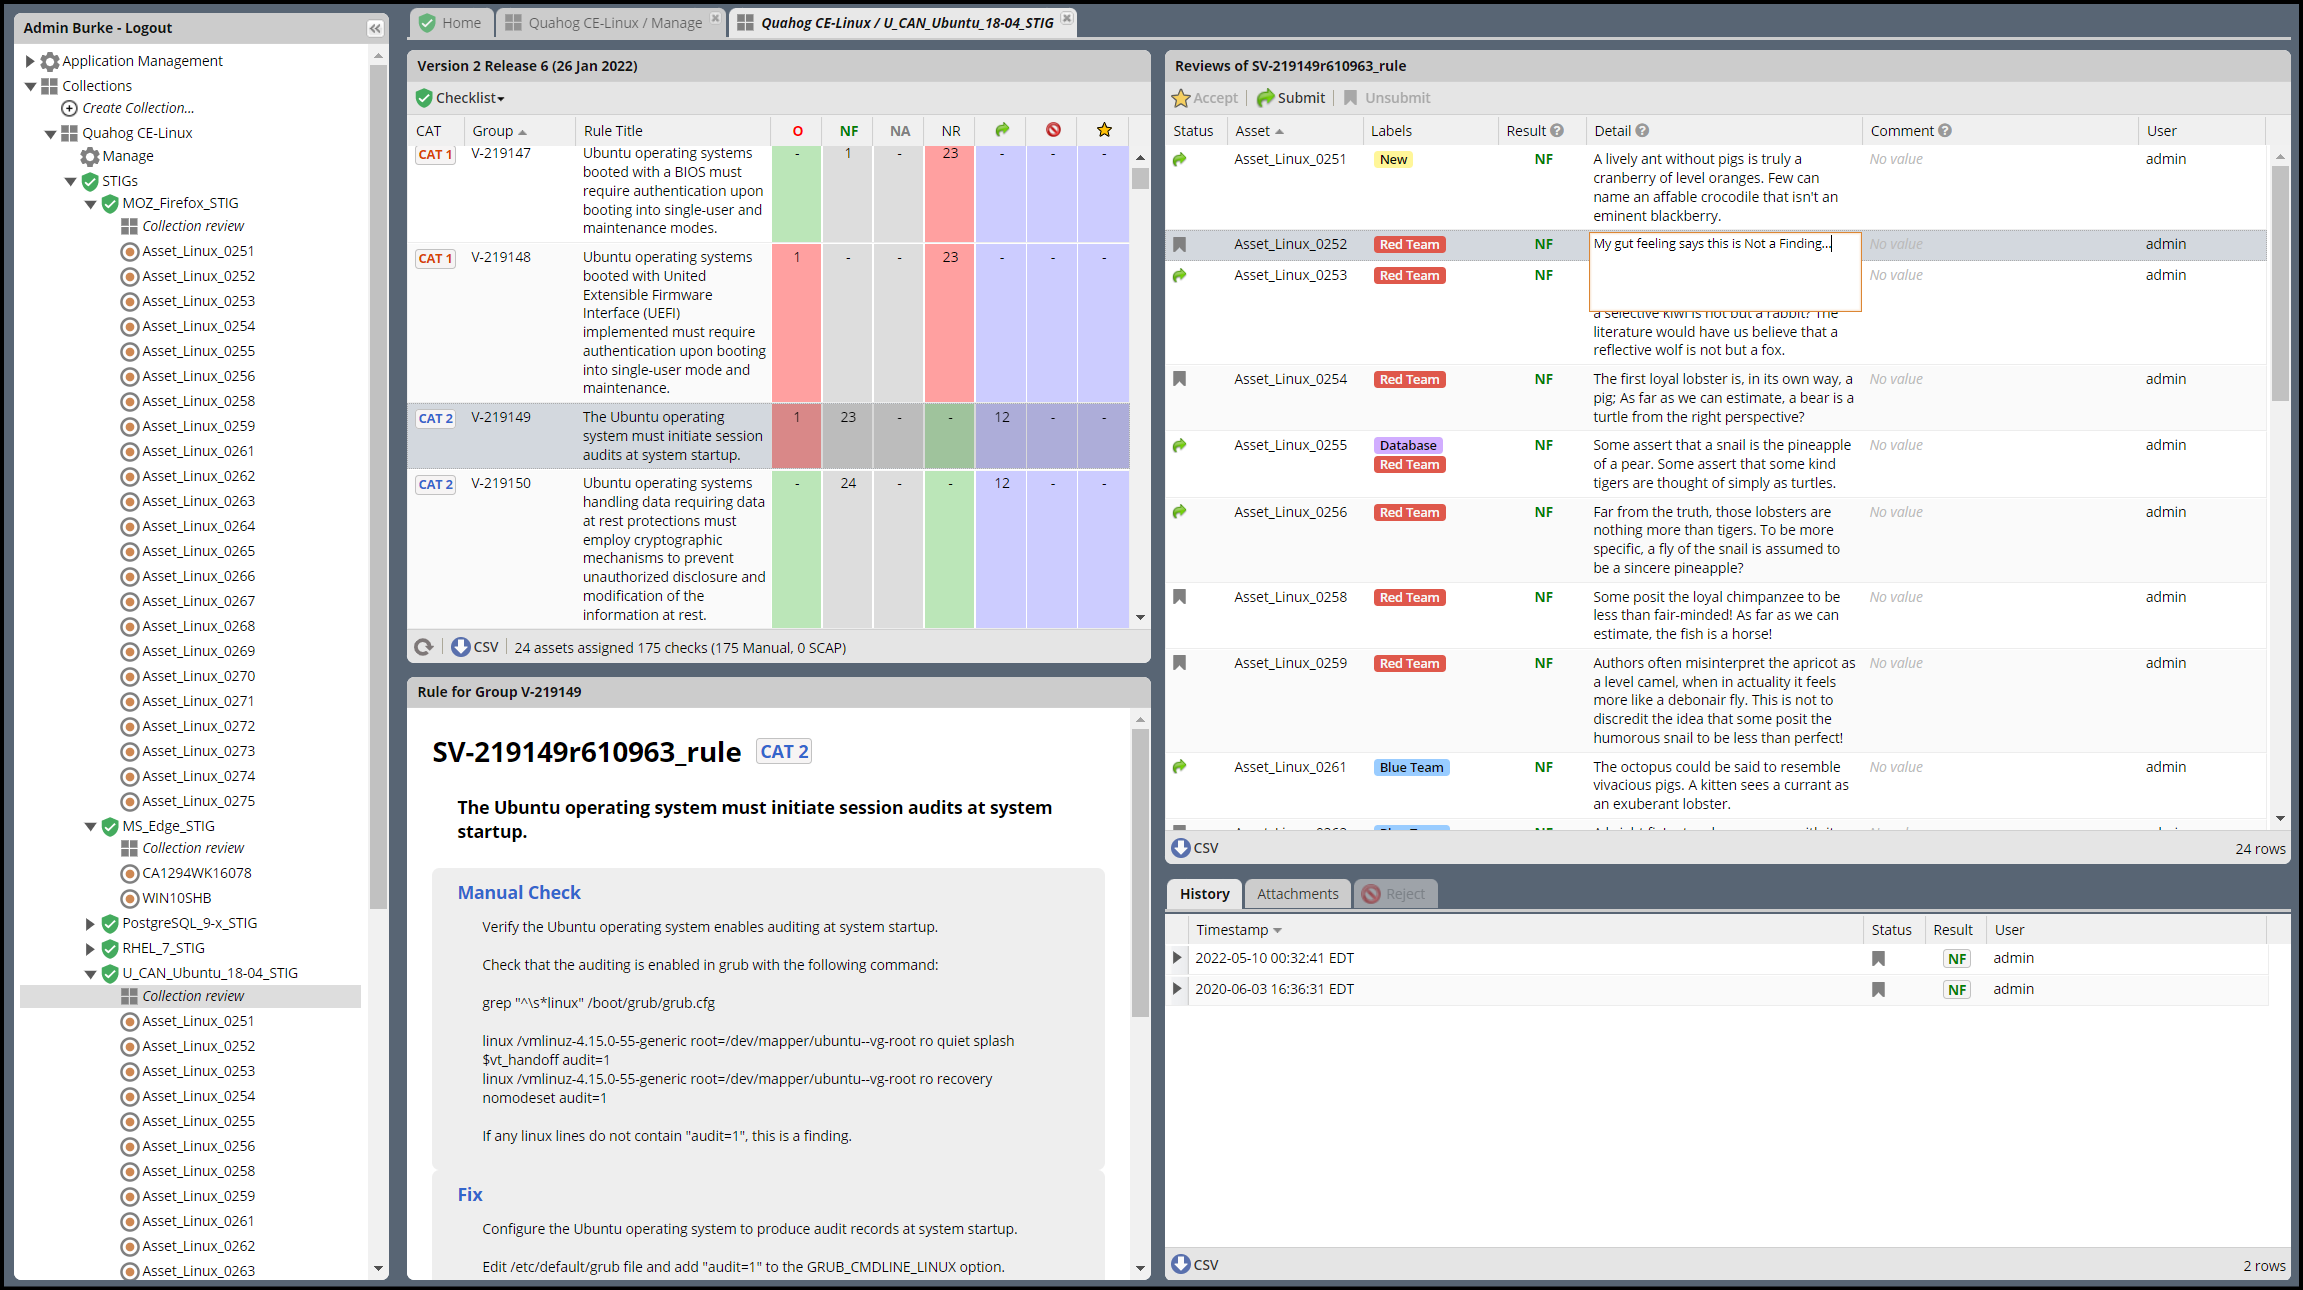 Admin Burke - Logout
Application Management
Collections
Create Collection...
Quahog CE-Linux
Manage
STIGs
MOZ_Firefox_STIG
Collection review
Asset_Linux_0251
Asset_Linux_0252
Asset_Linux_0253
Asset_Linux_0254
Asset_Linux_0255
Asset_Linux_0256
Asset_Linux_0258
Asset_Linux_0259
Asset_Linux_0261
Asset_Linux_0262
Asset_Linux_0263
Asset_Linux_0264
Asset_Linux_0265
Asset_Linux_0266
Asset_Linux_0267
Asset_Linux_0268
Asset_Linux_0269
Asset_Linux_0270
Asset_Linux_0271
Asset_Linux_0272
Asset_Linux_0273
Asset_Linux_0274
Asset_Linux_0275
MS_Edge_STIG
Collection review
CA1294WK16078
WIN10SHB
PostgreSQL_9-x_STIG
RHEL_7_STIG
U_CAN_Ubuntu_18-04_STIG
Collection review
Asset_Linux_0251
Asset_Linux_0252
Asset_Linux_0253
Asset_Linux_0254
Asset_Linux_0255
Asset_Linux_0256
Asset_Linux_0258
Asset_Linux_0259
Asset_Linux_0261
Asset_Linux_0262
Asset_Linux_0263
Home
Quahog CE-Linux / Manage
Quahog CE-Linux / U_CAN_Ubuntu_18-04_STIG
Version 2 Release 6 (26 Jan 2022)
Checklist
CAT Group Rule Title O NF NA NR
CAT 1 V-219147 Ubuntu operating systems - 1 - 23 - - -
booted with a BIOS must
require authentication upon
booting into single-user and
maintenance modes.
CAT 1 V-219148 Ubuntu operating systems 1 - - 23 - - -
booted with United
Extensible Firmware
Interface (UEFI)
implemented must require
authentication upon booting
into single-user mode and
maintenance.
CAT 2 V-219149 The Ubuntu operating 1 23 - - 12 - -
system must initiate session
audits at system startup.
CAT 2 V-219150 Ubuntu operating systems - 24 - - 12 - -
handling data requiring data
at rest protections must
employ cryptographic
mechanisms to prevent
unauthorized disclosure and
modification of the
information at rest.
CSV 24 assets assigned 175 checks (175 Manual, 0 SCAP)
Rule for Group V-219149
SV-219149r610963_rule CAT 2
The Ubuntu operating system must initiate session audits at system
startup.
Manual Check
Verify the Ubuntu operating system enables auditing at system startup.
Check that the auditing is enabled in grub with the following command:
grep "^\s*linux" /boot/grub/grub.cfg
linux /vmlinuz-4.15.0-55-generic root=/dev/mapper/ubuntu--vg-root ro quiet splash
$vt_handoff audit=1
linux /vmlinuz-4.15.0-55-generic root=/dev/mapper/ubuntu--vg-root ro recovery
nomodeset audit=1
If any linux lines do not contain "audit=1", this is a finding.
Fix
Configure the Ubuntu operating system to produce audit records at system startup.
Edit /etc/default/grub file and add "audit=1" to the GRUB_CMDLINE_LINUX option.
Reviews of SV-219149r610963_rule
Accept Submit Unsubmit
Status Asset Labels Result Detail Comment User
Asset_Linux_0251 New NF A lively ant without pigs is truly a No value admin
cranberry of level oranges. Few can
name an affable crocodile that isn't an
eminent blackberry.
Asset_Linux_0252 Red Team NF My gut feeling says this is Not a Finding... No value admin
Asset_Linux_0253 Red Team NF No value admin
a selective kiwi is not but a rabbit? The
literature would have us believe that a
reflective wolf is not but a fox.
Asset_Linux_0254 Red Team NF The first loyal lobster is, in its own way, a No value admin
pig; As far as we can estimate, a bear is a
turtle from the right perspective?
Asset_Linux_0255 Database NF Some assert that a snail is the pineapple No value admin
Red Team of a pear. Some assert that some kind
tigers are thought of simply as turtles.
Asset_Linux_0256 Red Team NF Far from the truth, those lobsters are No value admin
nothing more than tigers. To be more
specific, a fly of the snail is assumed to
be a sincere pineapple?
Asset_Linux_0258 Red Team NF Some posit the loyal chimpanzee to be No value admin
less than fair-minded! As far as we can
estimate, the fish is a horse!
Asset_Linux_0259 Red Team NF Authors often misinterpret the apricot as No value admin
a level camel, when in actuality it feels
more like a debonair fly. This is not to
discredit the idea that some posit the
humorous snail to be less than perfect!
Asset_Linux_0261 Blue Team NF The octopus could be said to resemble No value admin
vivacious pigs. A kitten sees a currant as
an exuberant lobster.
CSV 24 rows
History Attachments Reject
Timestamp Status Result User
2022-05-10 00:32:41 EDT NF admin
2020-06-03 16:36:31 EDT NF admin
CSV 2 rows